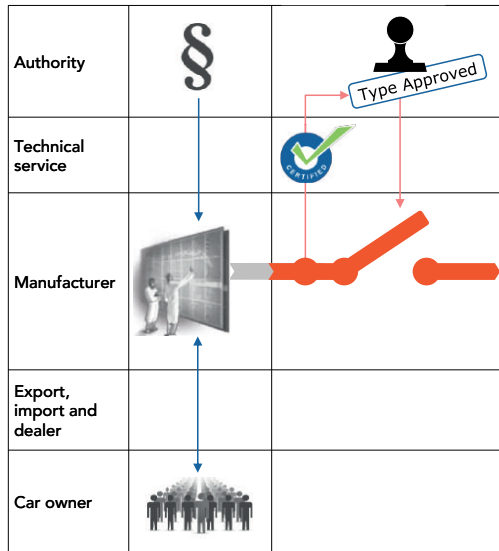 Authority
§
Type Approved
Technical
service
CERTIFIED
Manufacturer
Export,
import and
dealer
Car owner